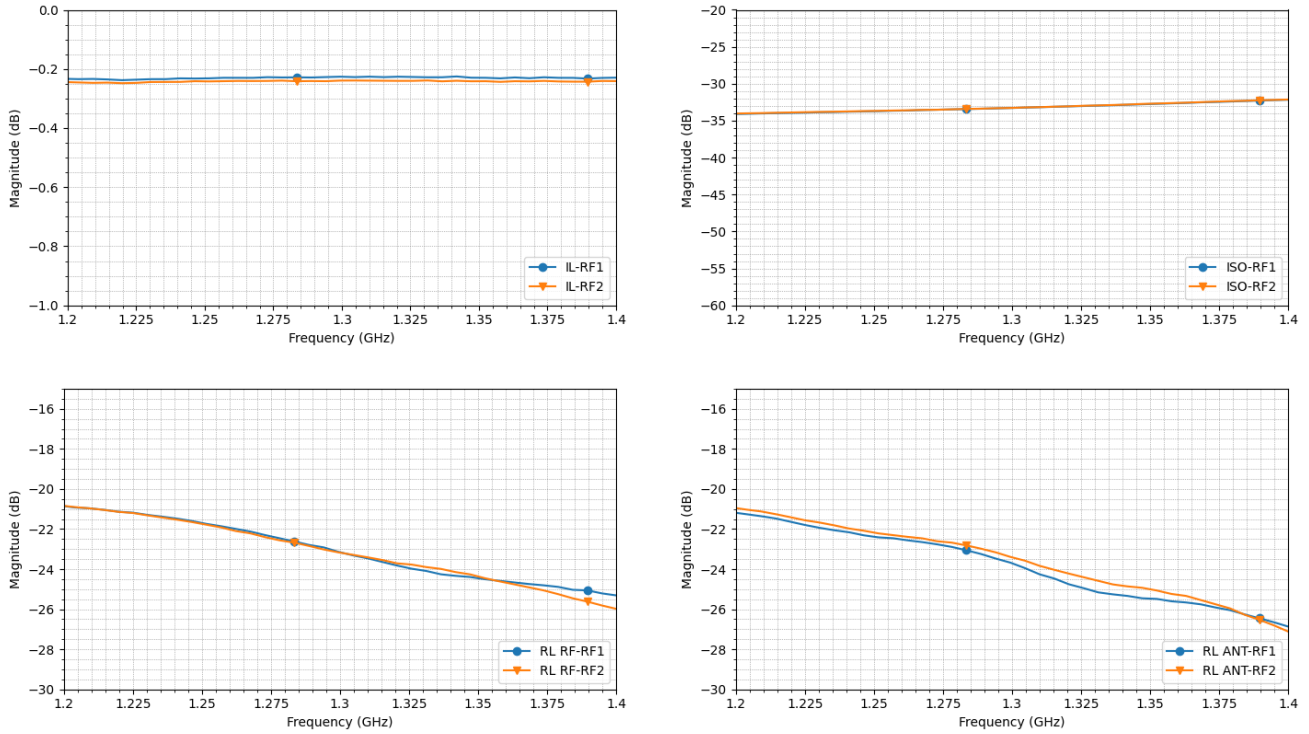 0.0
−0.2
−0.4
−0.6
−0.8
−1.0
Magnitude (dB)
1.2 1.225 1.25 1.275 1.3 1.325 1.35 1.375 1.4
Frequency (GHz)
IL-RF1
IL-RF2
−20
−25
−30
−35
−40
−45
−50
−55
−60
Magnitude (dB)
1.2 1.225 1.25 1.275 1.3 1.325 1.35 1.375 1.4
Frequency (GHz)
ISO-RF1
ISO-RF2
−16
−18
−20
−22
−24
−26
−28
−30
Magnitude (dB)
1.2 1.225 1.25 1.275 1.3 1.325 1.35 1.375 1.4
Frequency (GHz)
RL RF-RF1
RL RF-RF2
−16
−18
−20
−22
−24
−26
−28
−30
Magnitude (dB)
1.2 1.225 1.25 1.275 1.3 1.325 1.35 1.375 1.4
Frequency (GHz)
RL ANT-RF1
RL ANT-RF2